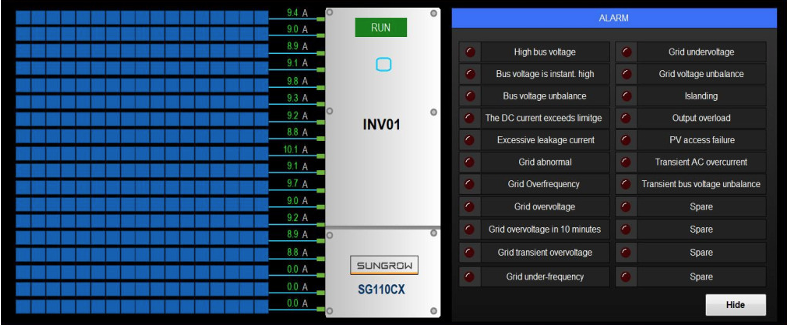 9.4 A
9.0 A
8.9 A
9.1 A
9.8 A
9.3 A
9.2 A
8.8 A
10.1 A
9.1 A
9.7 A
9.0 A
9.2 A
8.9 A
8.8 A
0.0 A
0.0 A
0.0 A
RUN
INV01
SUNGROW
SG110CX
ALARM
High bus voltage
Bus voltage is instant. high
Bus voltage unbalance
The DC current exceeds limitge
Excessive leakage current
Grid abnormal
Grid Overfrequency
Grid overvoltage
Grid overvoltage in 10 minutes
Grid transient overvoltage
Grid under-frequency
Grid undervoltage
Grid voltage unbalance
Islanding
Output overload
PV access failure
Transient AC overcurrent
Transient bus voltage unbalance
Spare
Spare
Spare
Spare
Hide